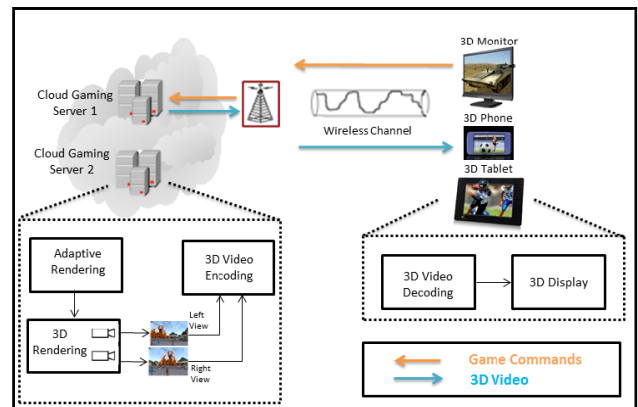 3D Monitor
Cloud Gaming
Server 1
Wireless Channel
3D Phone
Cloud Gaming
Server 2
3D Tablet
Adaptive
Rendering
3D Video
Encoding
3D
Rendering
Left
View
Right
View
3D Video
Decoding
3D Display
Game Commands
3D Video